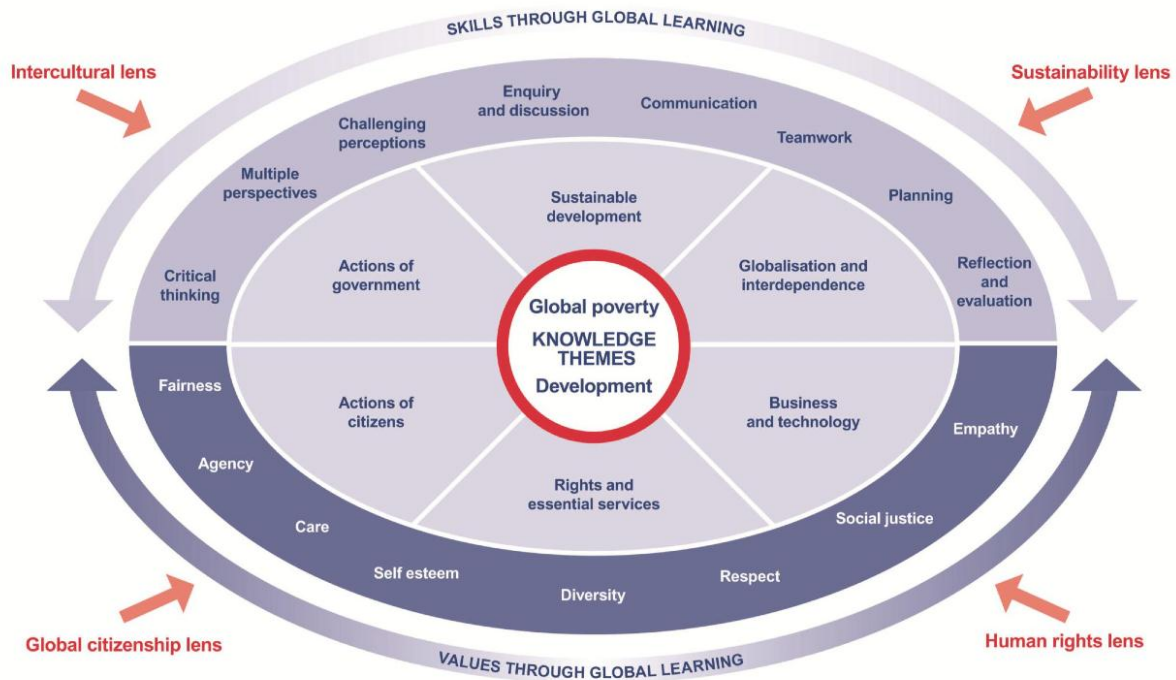 SKILLS THROUGH GLOBAL LEARNING
Intercultural lens
Sustainability lens
Critical
thinking
Multiple
perspectives
Challenging
perceptions
Enquiry
and discussion
Communication
Teamwork
Planning
Reflection
and
evaluation
Actions of
government
Sustainable
development
Globalisation and
interdependence
Global poverty
KNOWLEDGE
THEMES
Development
Actions of
citizens
Rights and
essential services
Business
and technology
Fairness
Agency
Care
Self esteem
Diversity
Respect
Social justice
Empathy
Global citizenship lens
Human rights lens
VALUES THROUGH GLOBAL LEARNING